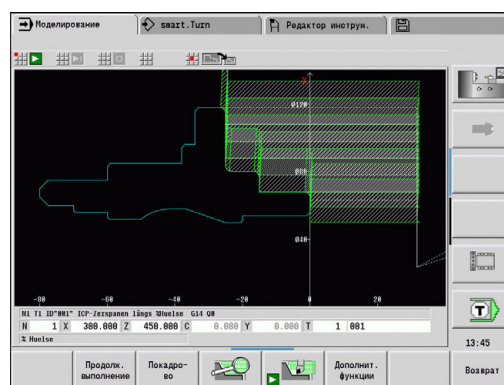 Моделирование smart.Turn Редактор инструм.
X
Ø120
Ø80
Ø40
-80 -60 -40 -20 0 20
N1 T1 ID"001" ICP-Zerspanen längs %Huelse G14 Q0
N 1 X 300.000 Z 450.000 C 0.000 Y 0.000 T 1 001
% Huelse
T
13:45
Продолж. выполнение
Покадро-
во
Дополнит. функции
Возврат